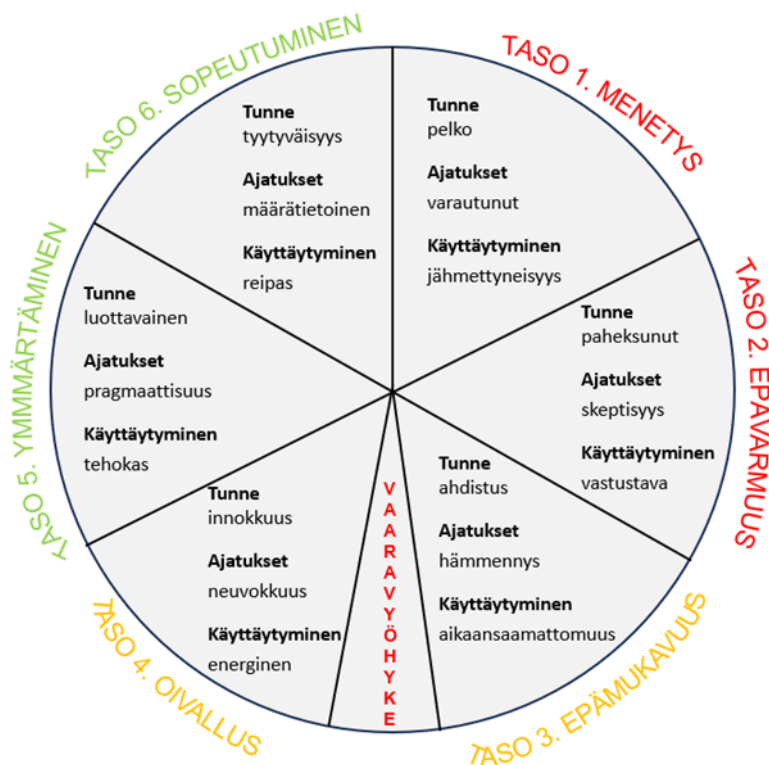 TASO 1. MENETYS
Tunne
pelko
Ajatukset
varautunut
Käyttäytyminen
jähmettyneisyys
TASO 2. EPÄVARMUUS
Tunne
paheksunut
Ajatukset
skeptisyys
Käyttäytyminen
vastustava
TASO 3. EPÄMUKAVUUS
Tunne
ahdistus
Ajatukset
hämmennys
Käyttäytyminen
aikaansaamattomuus
VAARAVYÖHYKE
TASO 4. OIVALLUS
Tunne
innokkuus
Ajatukset
neuvokkuus
Käyttäytyminen
energinen
TASO 5. YMMMÄRTÄMINEN
Tunne
luottavainen
Ajatukset
pragmaattisuus
Käyttäytyminen
tehokas
TASO 6. SOPEUTUMINEN
Tunne
tyytyväisyys
Ajatukset
määrätietoinen
Käyttäytyminen
reipas